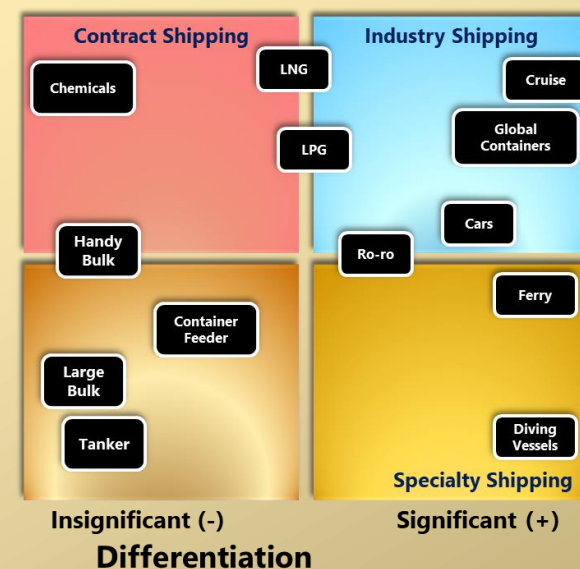 Contract Shipping
Industry Shipping
LNG
Chemicals
Cruise
Global
Containers
LPG
Cars
Handy
Bulk
Ro-ro
Ferry
Container
Feeder
Large
Bulk
Tanker
Diving
Vessels
Specialty Shipping
Insignificant (-)
Significant (+)
Differentiation